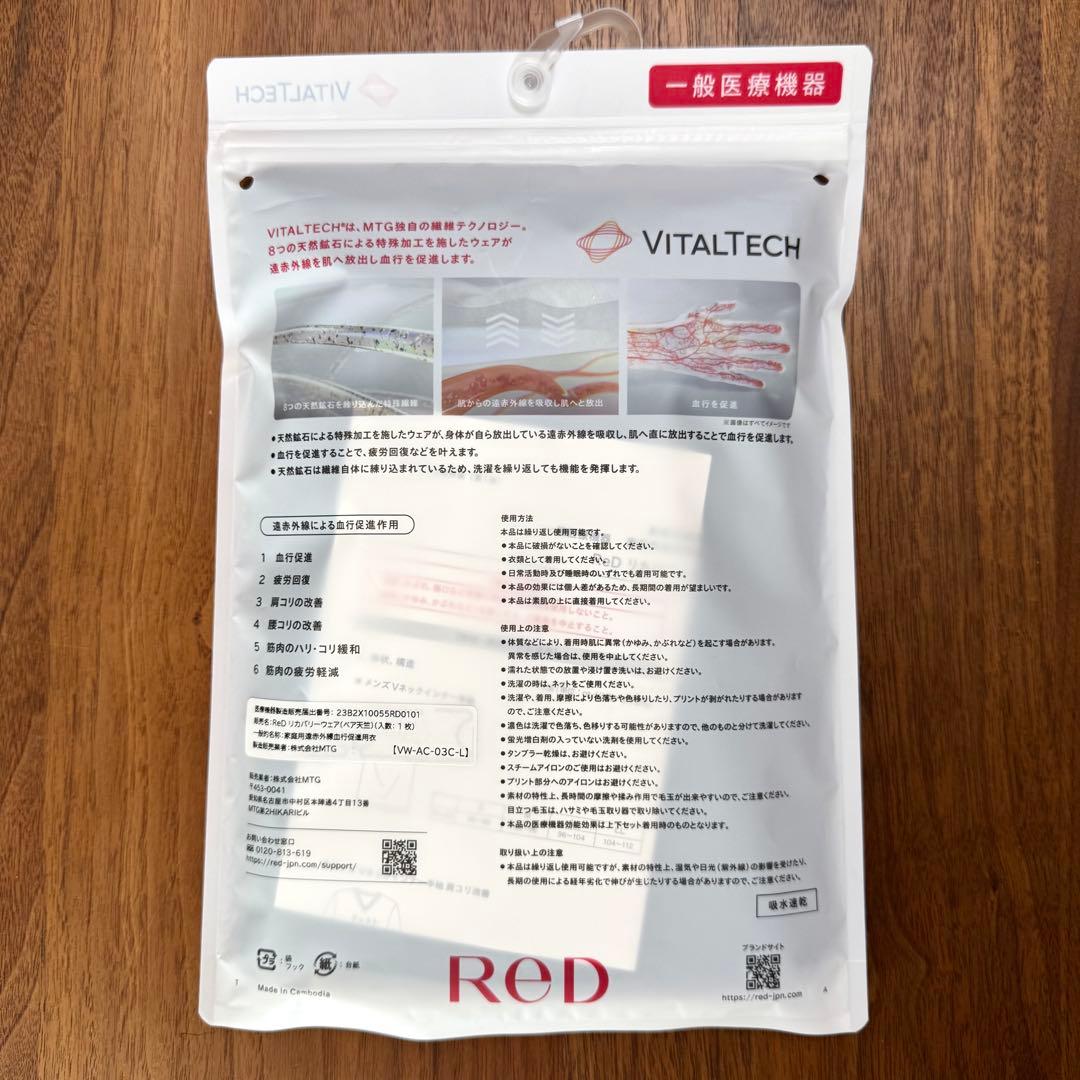 VITALTECH
一般医療機器
VITALTECH®は、MTG独自の繊維テクノロジー。
8つの天然鉱石による特殊加工を施したウェアが
遠赤外線を肌へ放出し血行を促進します。
VITALTECH
8つの天然鉱石を練り込んだ特殊繊維
肌からの遠赤外線を吸収し肌へと放出
血行を促進
※画像はすべてイメージです
●天然鉱石による特殊加工を施したウェアが、身体が自ら放出している遠赤外線を吸収し、肌へ直に放出することで血行を促進します。
●血行を促進することで、疲労回復などを叶えます。
●天然鉱石は繊維自体に練り込まれているため、洗濯を繰り返しても機能を発揮します。
遠赤外線による血行促進作用
1 血行促進
2 疲労回復
3 肩コリの改善
4 腰コリの改善
5 筋肉のハリ・コリ緩和
6 筋肉の疲労軽減
医療機器製造販売届出番号：23B2X10055RD0101
販売名：ReD リカバリーウェア（ベア天竺）（入数：1枚）
一般的名称：家庭用遠赤外線血行促進用衣
製造販売業者：株式会社MTG 【VW-AC-03C-L】
販売業者：株式会社MTG
〒453-0041
愛知県名古屋市中村区本陣通4丁目13番
MTG第2HIKARIビル
お問い合わせ窓口
0120-813-619
https://red-jpn.com/support/
使用方法
本品は繰り返し使用可能です。
●本品に破損がないことを確認してください。
●衣類として着用してください。
●日常活動時及び睡眠時のいずれでも着用可能です。
●本品の効果には個人差があるため、長期間の着用が望ましいです。
●本品は素肌の上に直接着用してください。
使用上の注意
●体質などにより、着用時肌に異常（かゆみ、かぶれなど）を起こす場合があります。
異常を感じた場合は、使用を中止してください。
●濡れた状態での放置や浸け置き洗いは、お避けください。
●洗濯の時は、ネットをご使用ください。
●洗濯や、着用、摩擦により色落ちや色移りしたり、プリントが剥がれたりする場合があります
ので、ご注意ください。
●濃色は洗濯で色落ち、色移りする可能性がありますので、他のものと分けて洗濯してください。
●蛍光増白剤の入っていない洗剤を使用してください。
●タンブラー乾燥は、お避けください。
●スチームアイロンのご使用はお避けください。
●プリント部分へのアイロンはお避けください。
●素材の特性上、長時間の摩擦や揉み作用で毛玉が出来やすいので、ご注意ください。
目立つ毛玉は、ハサミや毛玉取り器で取り除いてください。
●本品の医療機器効能効果は上下セット着用時のものとなります。
取り扱い上の注意
●本品は繰り返し使用可能ですが、素材の特性上、湿気や日光（紫外線）の影響を受けたり、
長期の使用による経年劣化で伸びが生じたりする場合がありますので、ご注意ください。
吸水速乾
プラ：袋 フック
紙：台紙
1 Made in Cambodia
ReD
ブランドサイト
https://red-jpn.com
A